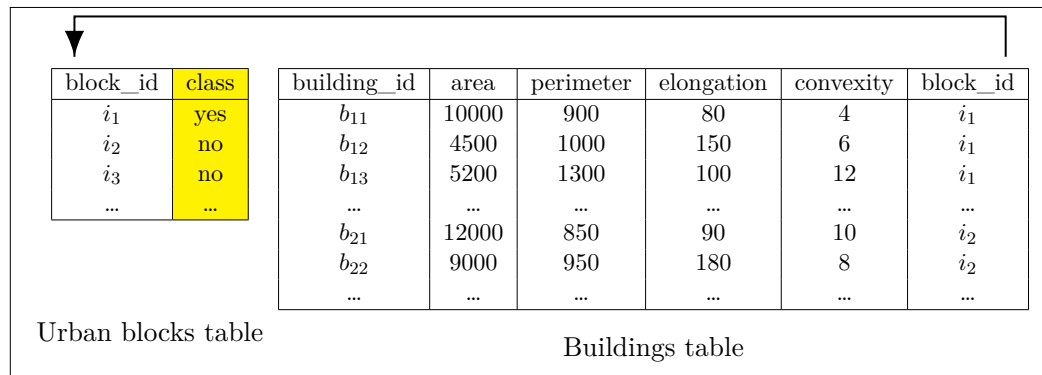 block_id class
i₁ yes
i₂ no
i₃ no
... ...
Urban blocks table
building_id area perimeter elongation convexity block_id
b₁₁ 10000 900 80 4 i₁
b₁₂ 4500 1000 150 6 i₁
b₁₃ 5200 1300 100 12 i₁
... ... ... ... ... ...
b₂₁ 12000 850 90 10 i₂
b₂₂ 9000 950 180 8 i₂
... ... ... ... ... ...
Buildings table